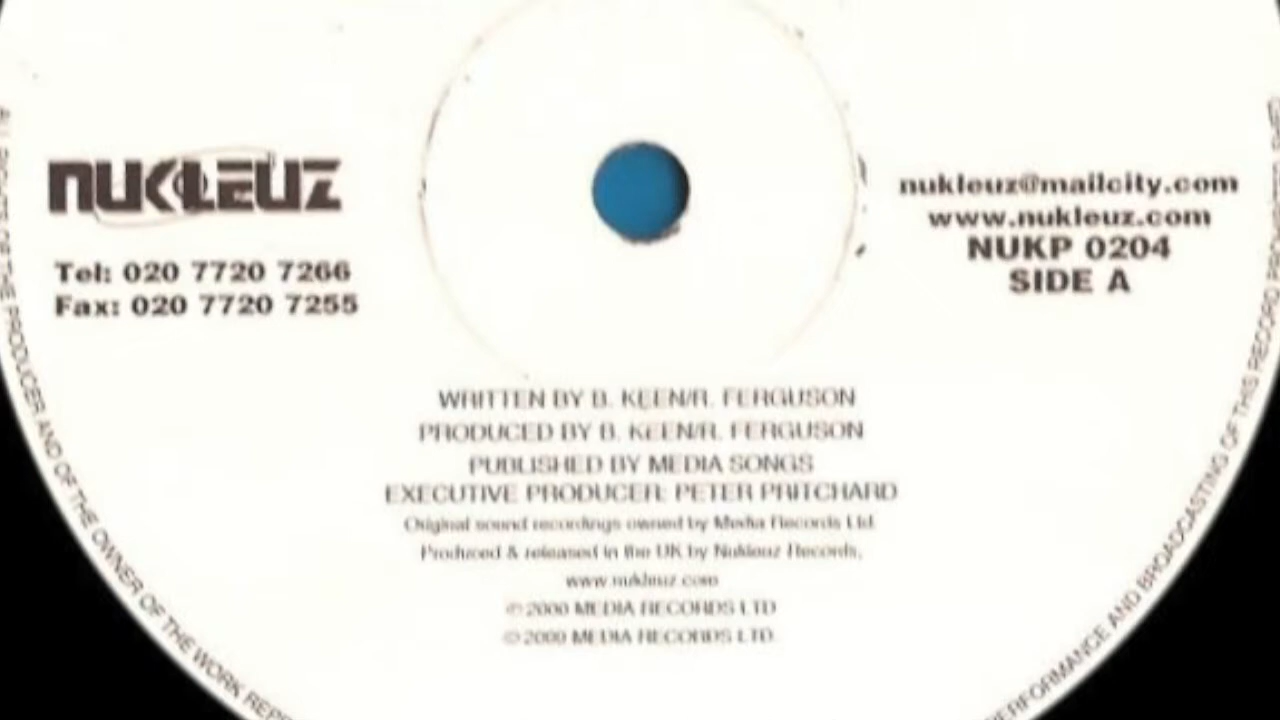 NUKLEUZ
Tel: 020 7720 7266
Fax: 020 7720 7255
nukleuz@mailcity.com
www.nukleuz.com
NUKP 0204
SIDE A
WRITTEN BY B. KEEN/R. FERGUSON
PRODUCED BY B. KEEN/R. FERGUSON
PUBLISHED BY MEDIA SONGS
EXECUTIVE PRODUCER: PETER PRITCHARD
Original sound recordings owned by Media Records Ltd.
Produced & released in the UK by Nukleuz Records.
www.nukleuz.com
℗ 2000 MEDIA RECORDS LTD
© 2000 MEDIA RECORDS LTD.
ALL RIGHTS OF THE PRODUCER AND OF THE OWNER OF THE WORK
PERFORMANCE AND BROADCASTING OF THIS RECORD